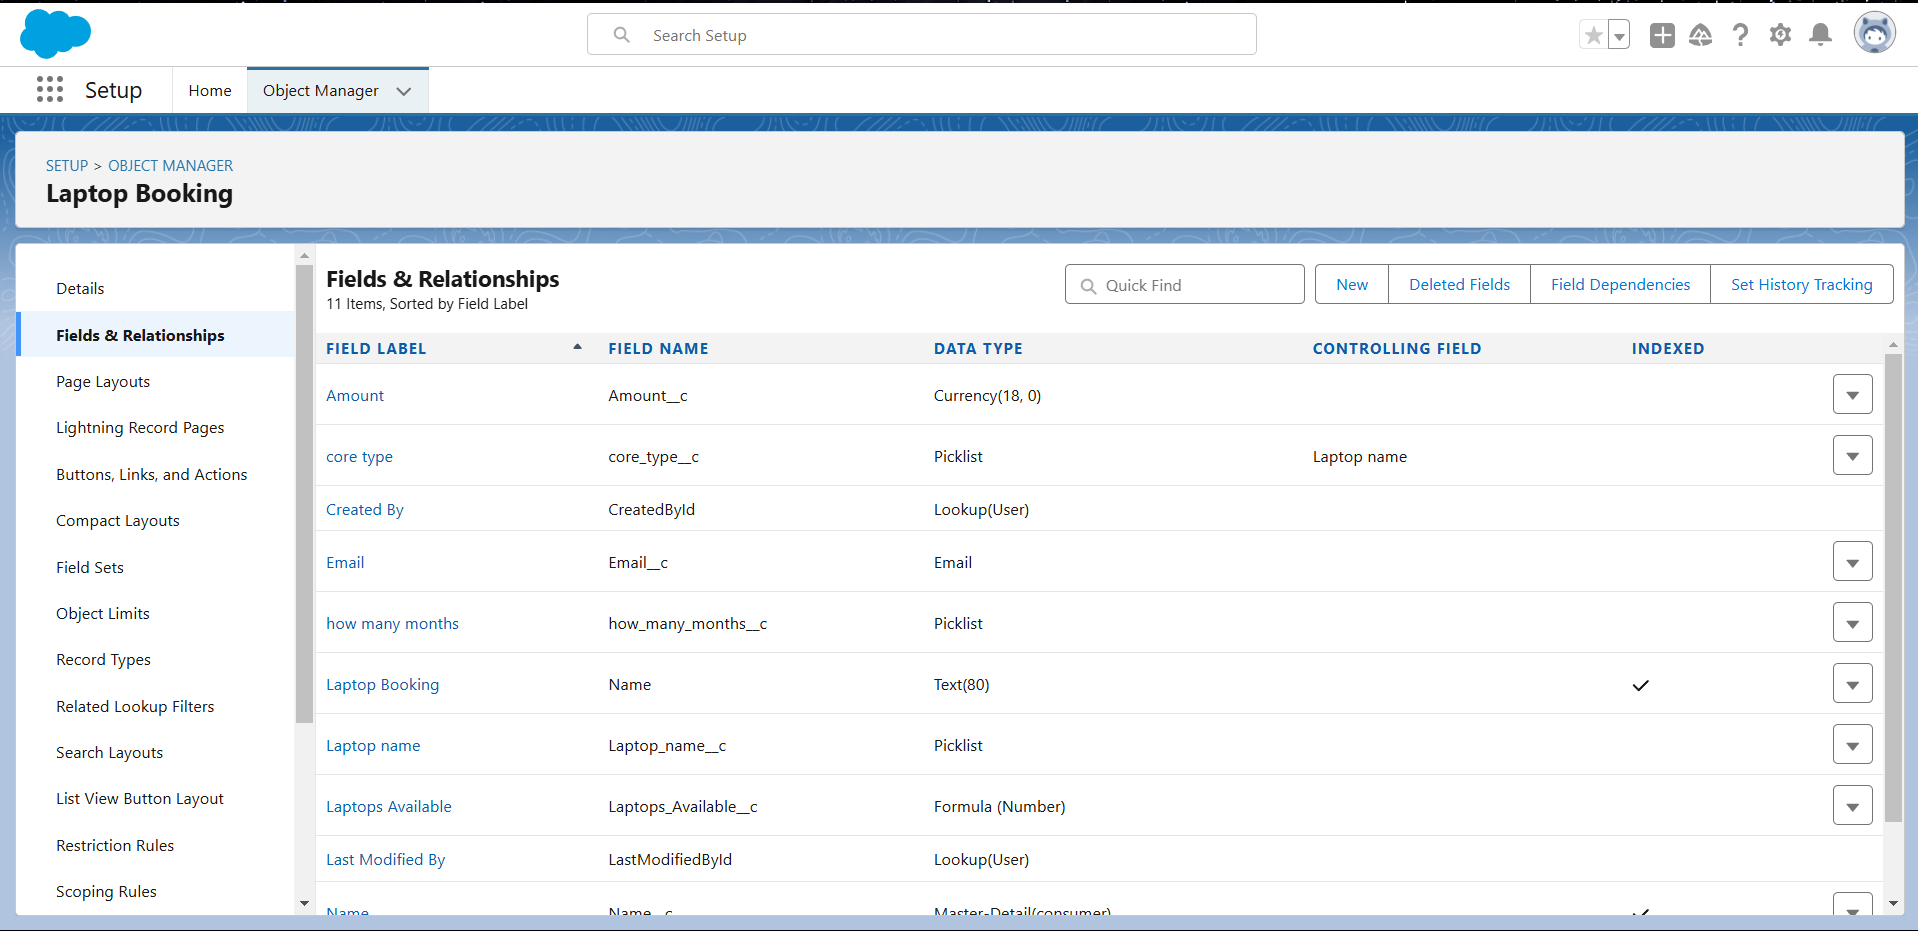 Search Setup
Setup
Home
Object Manager
SETUP > OBJECT MANAGER
Laptop Booking
Details
Fields & Relationships
Page Layouts
Lightning Record Pages
Buttons, Links, and Actions
Compact Layouts
Field Sets
Object Limits
Record Types
Related Lookup Filters
Search Layouts
List View Button Layout
Restriction Rules
Scoping Rules
Fields & Relationships
11 Items, Sorted by Field Label
Quick Find
New
Deleted Fields
Field Dependencies
Set History Tracking
FIELD LABEL FIELD NAME DATA TYPE CONTROLLING FIELD INDEXED
Amount Amount__c Currency(18, 0)
core type core_type__c Picklist Laptop name
Created By CreatedById Lookup(User)
Email Email__c Email
how many months how_many_months__c Picklist
Laptop Booking Name Text(80)
Laptop name Laptop_name__c Picklist
Laptops Available Laptops_Available__c Formula (Number)
Last Modified By LastModifiedById Lookup(User)
Name Name__c Master-Detail(consumer)